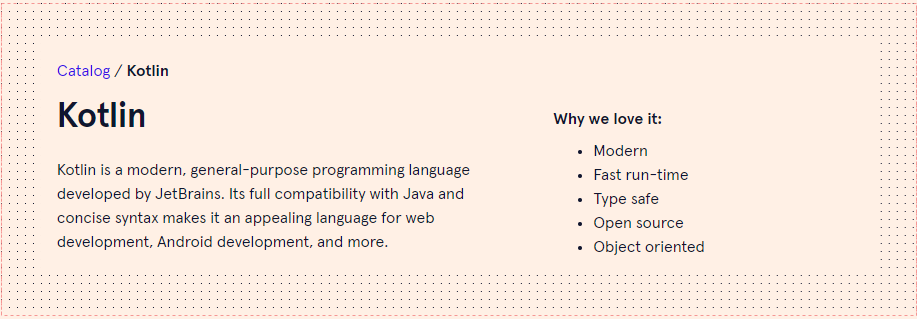 Catalog / Kotlin
Kotlin
Kotlin is a modern, general-purpose programming language
developed by JetBrains. Its full compatibility with Java and
concise syntax makes it an appealing language for web
development, Android development, and more.
Why we love it:
• Modern
• Fast run-time
• Type safe
• Open source
• Object oriented